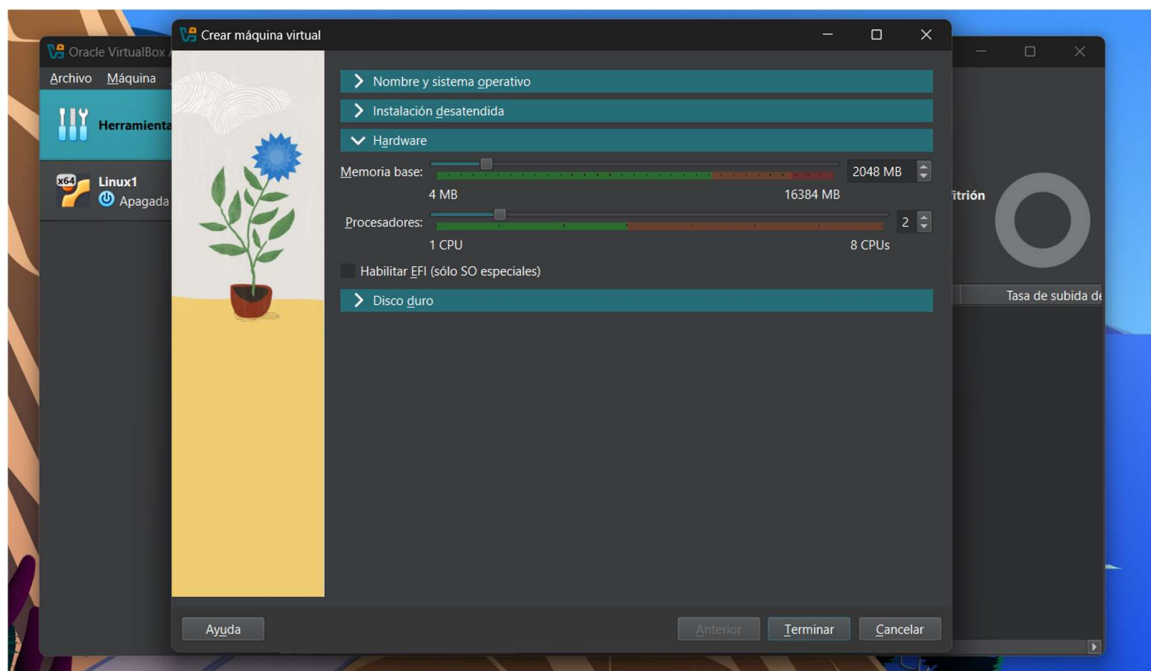 Crear máquina virtual
Oracle VirtualBox
Archivo Máquina
Herramienta
x64
Linux1
Apagada
Nombre y sistema operativo
Instalación desatendida
Hardware
Memoria base: 2048 MB
4 MB 16384 MB
Procesadores: 2
1 CPU 8 CPUs
Habilitar EFI (sólo SO especiales)
Disco duro
itrión
Tasa de subida de
Ayuda Anterior Terminar Cancelar